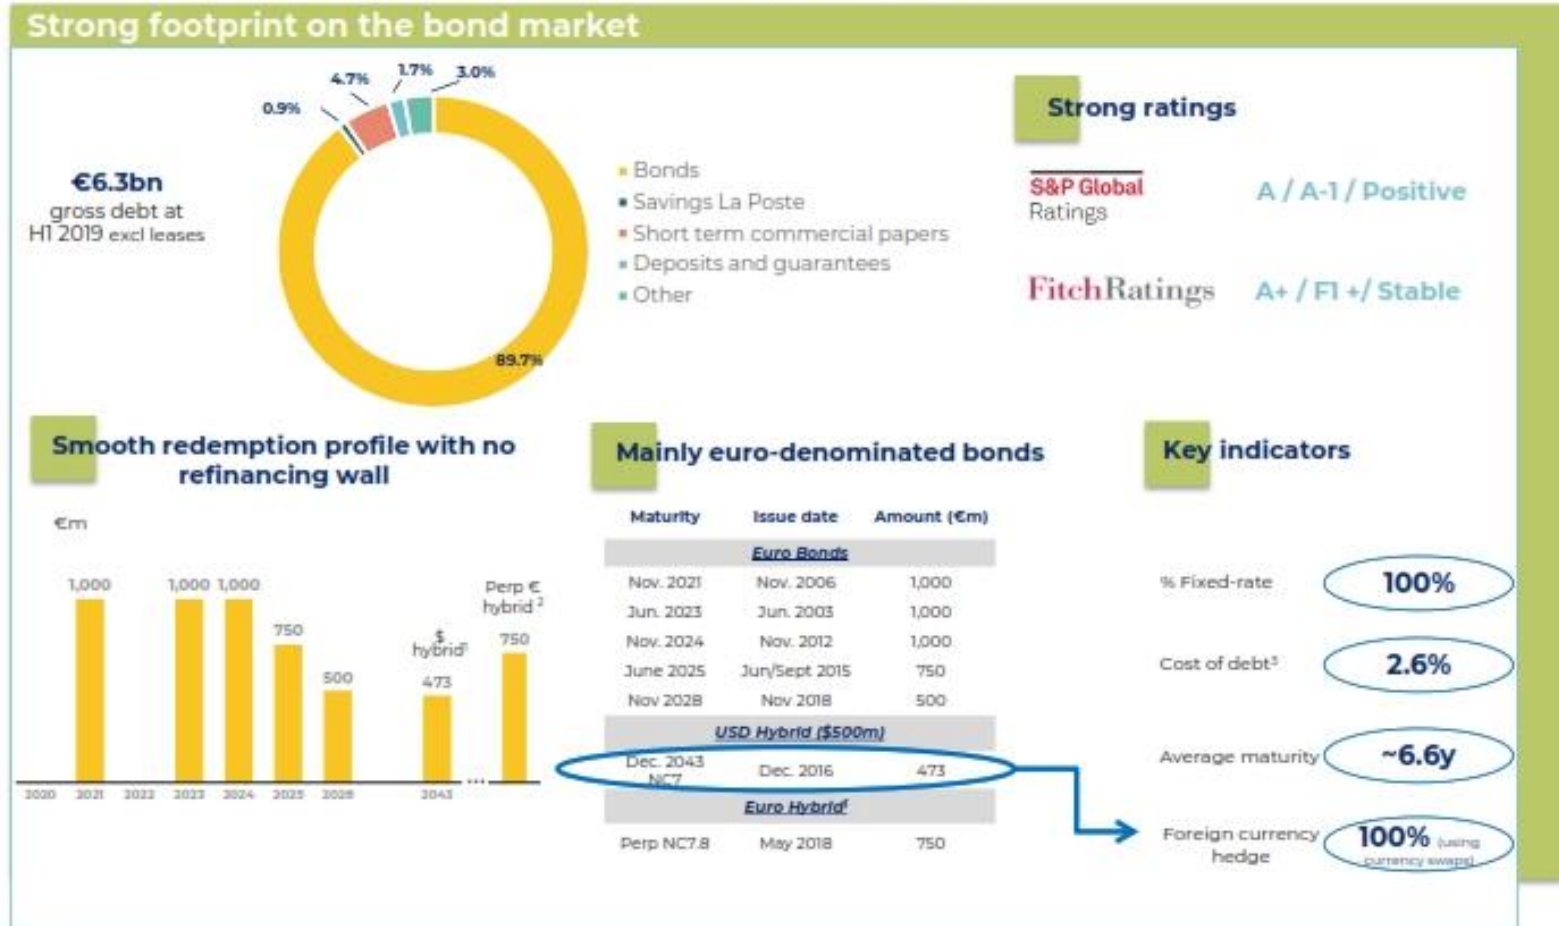 Strong footprint on the bond market
0.9%
4.7%
1.7%
3.0%
€6.3bn
gross debt at
H1 2019 excl leases
89.7%
Bonds
Savings La Poste
Short term commercial papers
Deposits and guarantees
Other
Strong ratings
S&P Global
Ratings
A / A-1 / Positive
FitchRatings
A+ / F1 +/ Stable
Smooth redemption profile with no
refinancing wall
€m
1,000
1,000 1,000
750
500
$
hybrid¹
473
Perp €
hybrid ²
750
...
2020 2021 2022 2023 2024 2025 2028 2043
Mainly euro-denominated bonds
Maturity Issue date Amount (€m)
Euro Bonds
Nov. 2021 Nov. 2006 1,000
Jun. 2023 Jun. 2003 1,000
Nov. 2024 Nov. 2012 1,000
June 2025 Jun/Sept 2015 750
Nov 2028 Nov 2018 500
USD Hybrid ($500m)
Dec. 2043
NC7
Dec. 2016 473
Euro Hybrid
Perp NC7.8 May 2018 750
Key indicators
% Fixed-rate 100%
Cost of debt³ 2.6%
Average maturity ~6.6y
Foreign currency
hedge
100% (using
currency swaps)